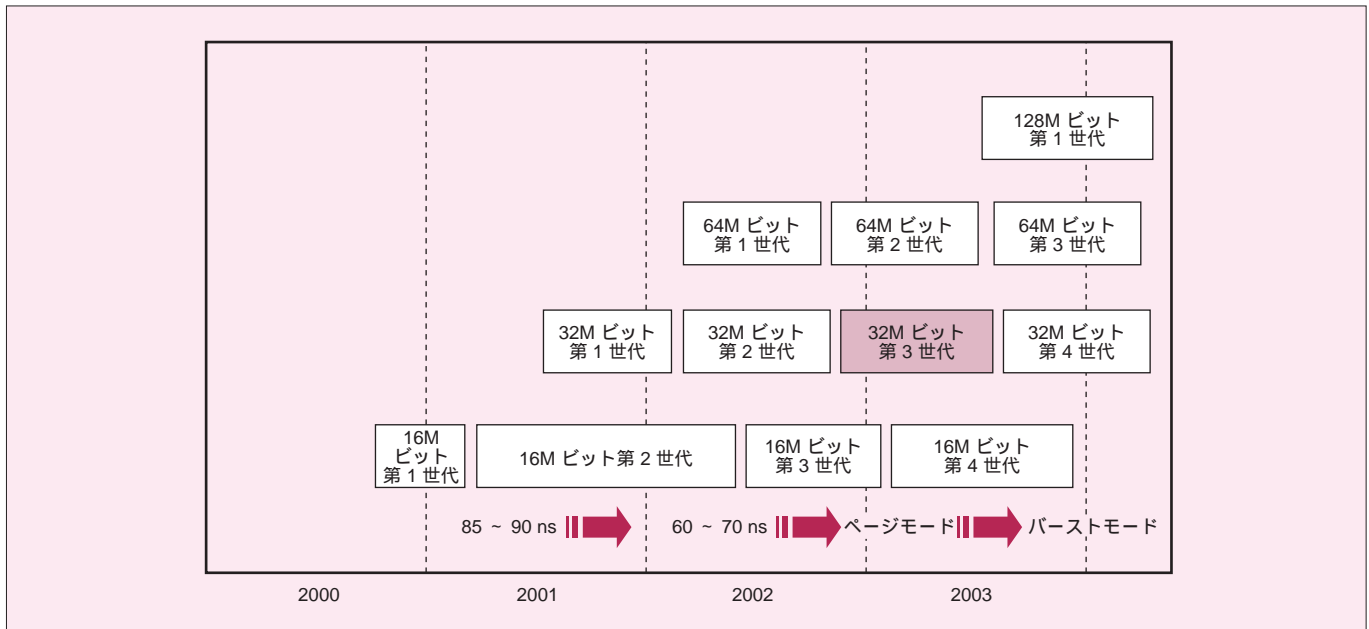 128M ビット
第 1 世代
64M ビット
第 1 世代
64M ビット
第 2 世代
64M ビット
第 3 世代
32M ビット
第 1 世代
32M ビット
第 2 世代
32M ビット
第 3 世代
32M ビット
第 4 世代
16M
ビット
第 1 世代
16M ビット第 2 世代
16M ビット
第 3 世代
16M ビット
第 4 世代
85 ~ 90 ns
60 ~ 70 ns
ページモード
バーストモード
2000
2001
2002
2003